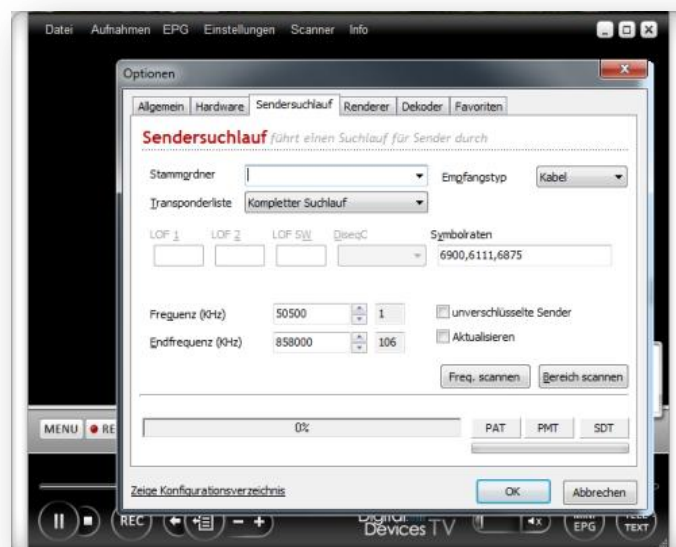 Datei Aufnahmen EPG Einstellungen Scanner Info
Optionen
Allgemein Hardware Sendersuchlauf Renderer Dekoder Favoriten
Sendersuchlauf führt einen Suchlauf für Sender durch
Stammordner Empfangstyp Kabel
Transponderliste Kompletter Suchlauf
LOF 1 LOF 2 LOF SW DiseqC Symbolraten
6900,6111,6875
Frequenz (KHz) 50500 1 unverschlüsselte Sender
Endfrequenz (KHz) 858000 106 Aktualisieren
Freq. scannen Bereich scannen
MENU RE
0% PAT PMT SDT
Zeige Konfigurationsverzeichnis OK Abbrechen
REC Digital Devices TV EPG TEXT